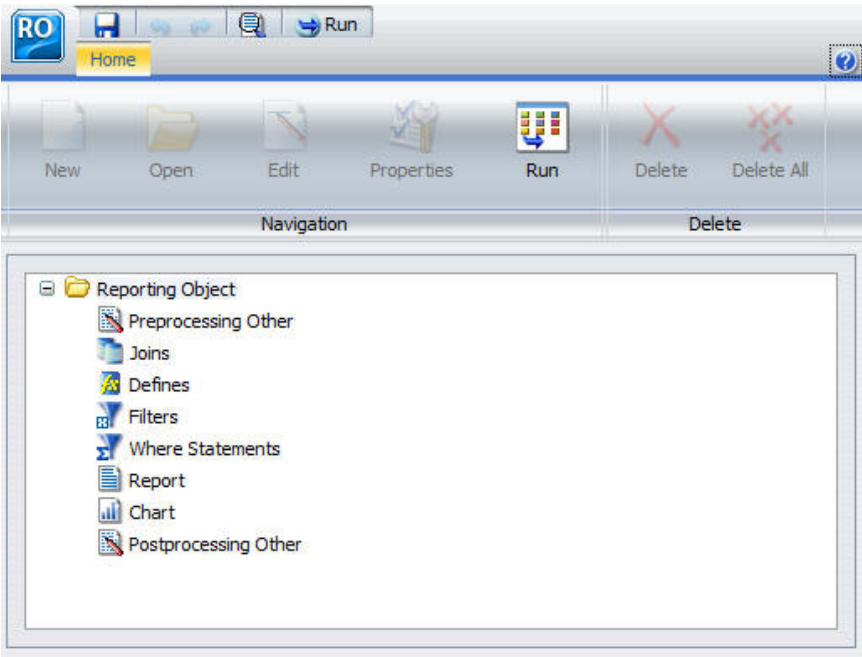 RO
Run
Home
New Open Edit Properties Run Delete Delete All
Navigation Delete
Reporting Object
Preprocessing Other
Joins
Defines
Filters
Where Statements
Report
Chart
Postprocessing Other